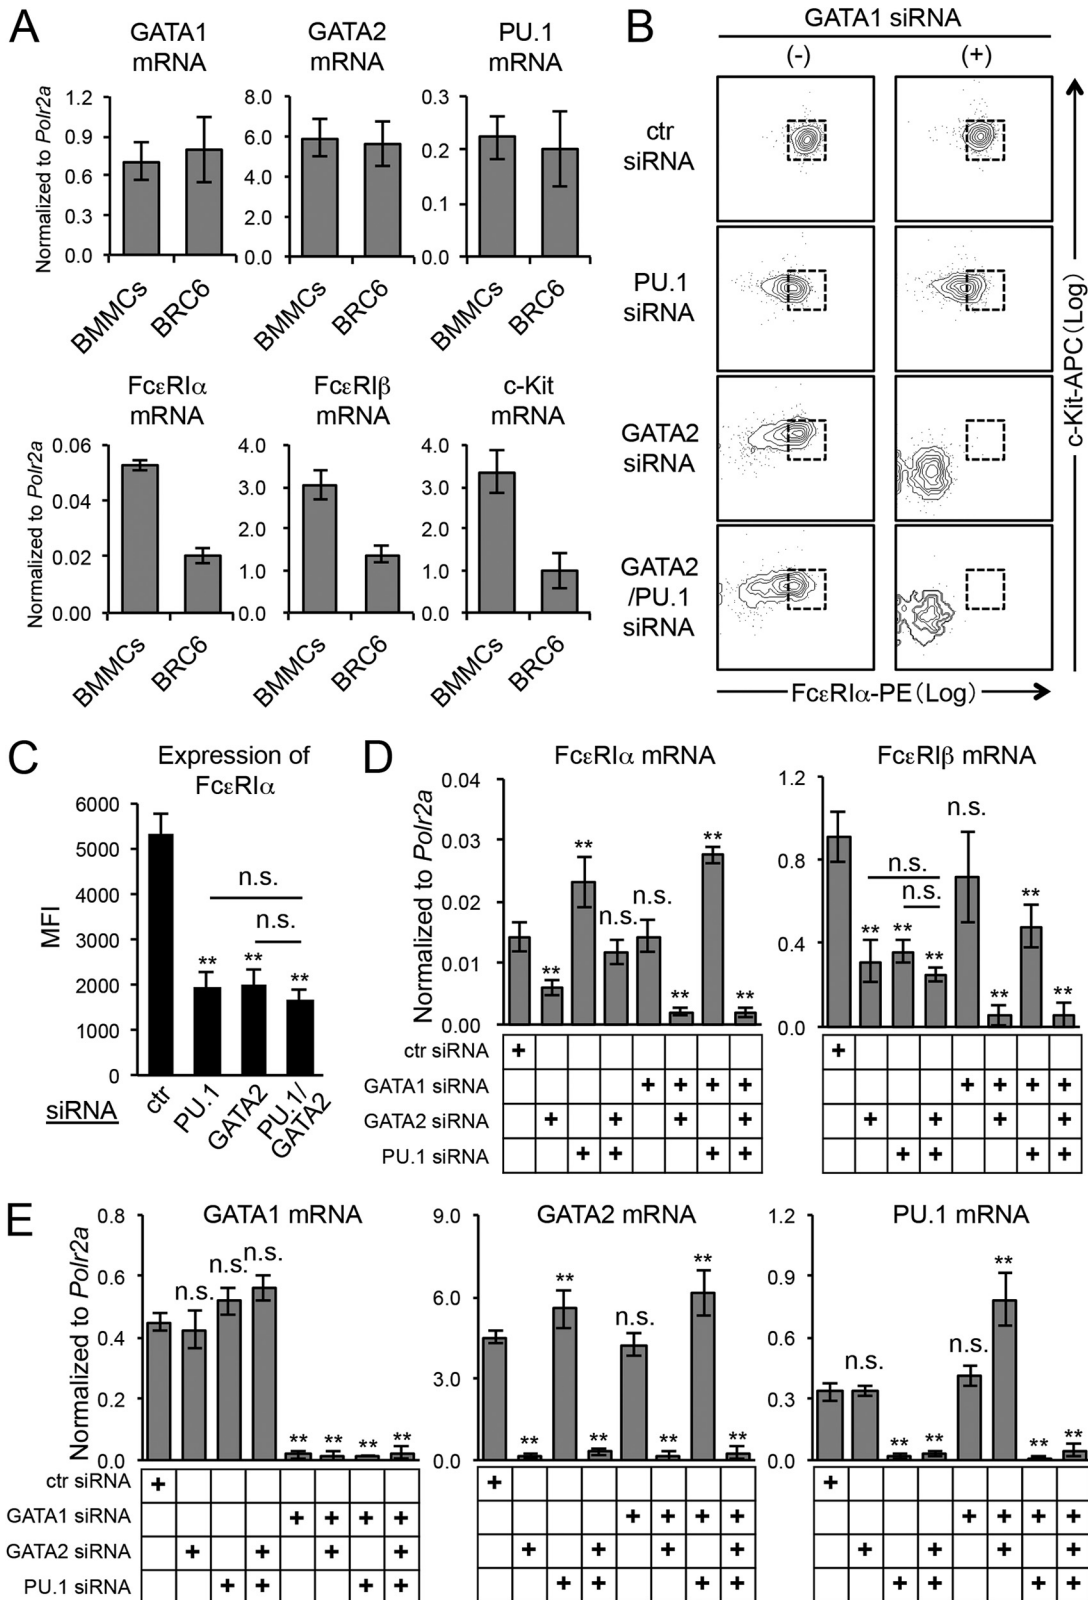 A
GATA1
mRNA
GATA2
mRNA
PU.1
mRNA
Normalized to Polr2a
1.2
0.9
0.6
0.3
0.0
BMMCs
BRC6
8.0
6.0
4.0
2.0
0.0
BMMCs
BRC6
0.3
0.2
0.1
0.0
BMMCs
BRC6
FcεRIα
mRNA
FcεRIβ
mRNA
c-Kit
mRNA
Normalized to Polr2a
0.06
0.04
0.02
0.00
BMMCs
BRC6
4.0
3.0
2.0
1.0
0.0
BMMCs
BRC6
4.0
3.0
2.0
1.0
0.0
BMMCs
BRC6
B
GATA1 siRNA
(-) (+)
ctr
siRNA
PU.1
siRNA
GATA2
siRNA
GATA2
/PU.1
siRNA
c-Kit-APC(Log)
FcεRIα-PE(Log)
C
Expression of
FcεRIα
MFI
6000
5000
4000
3000
2000
1000
0
n.s.
n.s.
** ** **
siRNA
ctr
PU.1
GATA2
PU.1/
GATA2
D
FcεRIα mRNA
Normalized to Polr2a
0.04
0.03
0.02
0.01
0.00
** ** n.s. n.s. ** ** **
ctr siRNA +
GATA1 siRNA + + + +
GATA2 siRNA + + + +
PU.1 siRNA + + + +
FcεRIβ mRNA
1.2
0.8
0.4
0.0
n.s.
n.s.
** ** ** n.s. ** ** **
+
+ + + +
+ + + +
+ + + +
E
GATA1 mRNA
Normalized to Polr2a
0.8
0.6
0.4
0.2
0.0
n.s. n.s. n.s. ** ** ** **
ctr siRNA +
GATA1 siRNA + + + +
GATA2 siRNA + + + +
PU.1 siRNA + + + +
GATA2 mRNA
9.0
6.0
3.0
0.0
** ** ** n.s. ** ** **
+
+ + + +
+ + + +
+ + + +
PU.1 mRNA
1.2
0.9
0.6
0.3
0.0
n.s. ** ** n.s. ** ** **
+
+ + + +
+ + + +
+ + + +